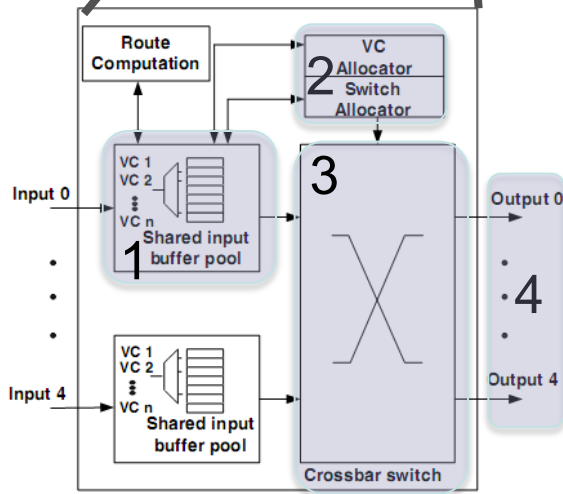 Route
Computation
VC
Allocator
2
Switch
Allocator
3
VC 1
VC 2
VC n
Shared input
buffer pool
1
Input 0
Output 0
4
VC 1
VC 2
VC n
Shared input
buffer pool
Input 4
Output 4
Crossbar switch